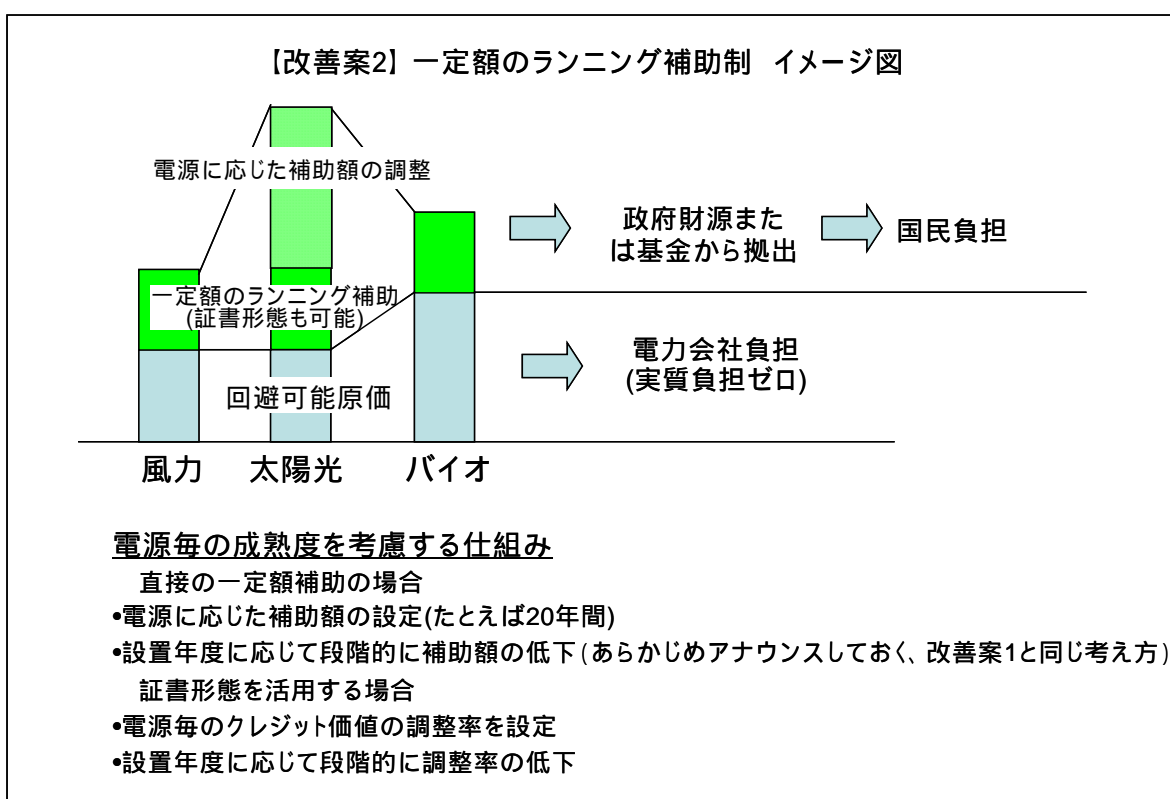 【改善案2】一定額のランニング補助制 イメージ図
電源に応じた補助額の調整
政府財源また
は基金から拠出
国民負担
一定額のランニング補助
(証書形態も可能)
電力会社負担
(実質負担ゼロ)
回避可能原価
風力 太陽光 バイオ
電源毎の成熟度を考慮する仕組み
直接の一定額補助の場合
•電源に応じた補助額の設定(たとえば20年間)
•設置年度に応じて段階的に補助額の低下(あらかじめアナウンスしておく、改善案1と同じ考え方)
証書形態を活用する場合
•電源毎のクレジット価値の調整率を設定
•設置年度に応じて段階的に調整率の低下